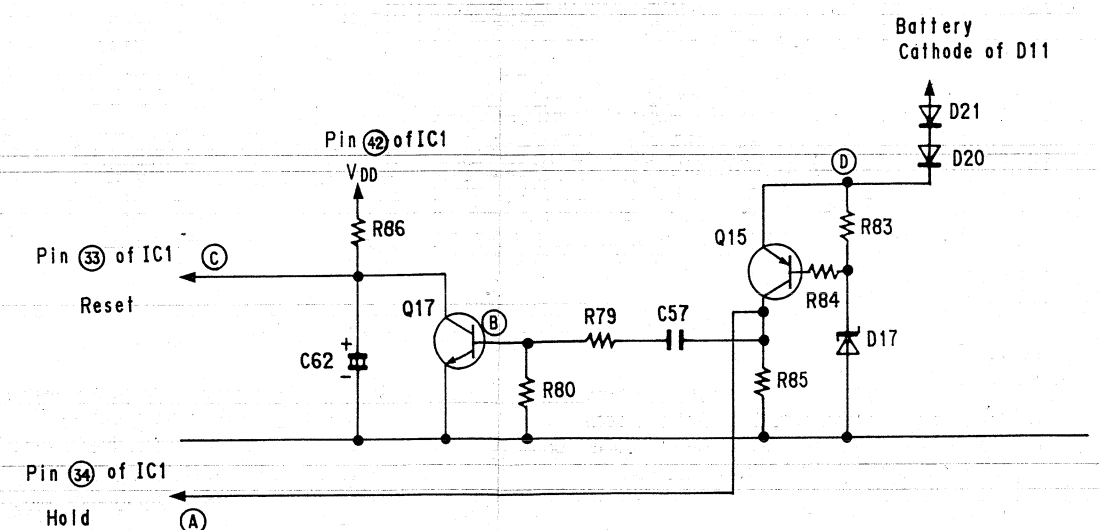 Battery
Cathode of D11
D21
Pin 42 of IC1
D
D20
VDD
R86
R83
Q15
Pin 33 of IC1
C
Reset
R84
Q17
B
R79
C57
D17
C62
+
-
R80
R85
Pin 34 of IC1
Hold
A